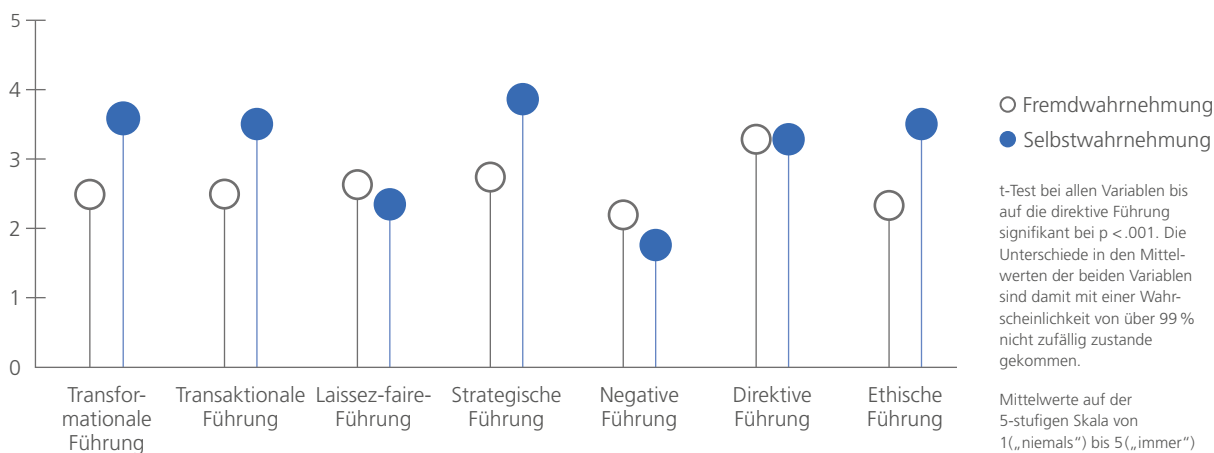 5
4
3
2
1
0
Transfor-
mationale
Führung
Transaktionale
Führung
Laissez-faire-
Führung
Strategische
Führung
Negative
Führung
Direktive
Führung
Ethische
Führung
Fremdwahrnehmung
Selbstwahrnehmung
t-Test bei allen Variablen bis
auf die direktive Führung
signifikant bei p < .001. Die
Unterschiede in den Mittel-
werten der beiden Variablen
sind damit mit einer Wahr-
scheinlichkeit von über 99 %
nicht zufällig zustande
gekommen.
Mittelwerte auf der
5-stufigen Skala von
1(„niemals“) bis 5(„immer“)